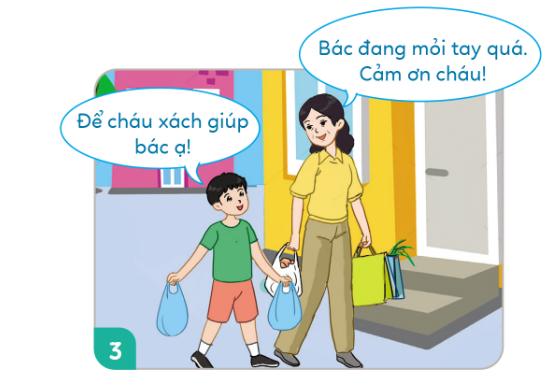 Bác đang mỏi tay quá.
Cảm ơn cháu!
Để cháu xách giúp
bác ạ!
3